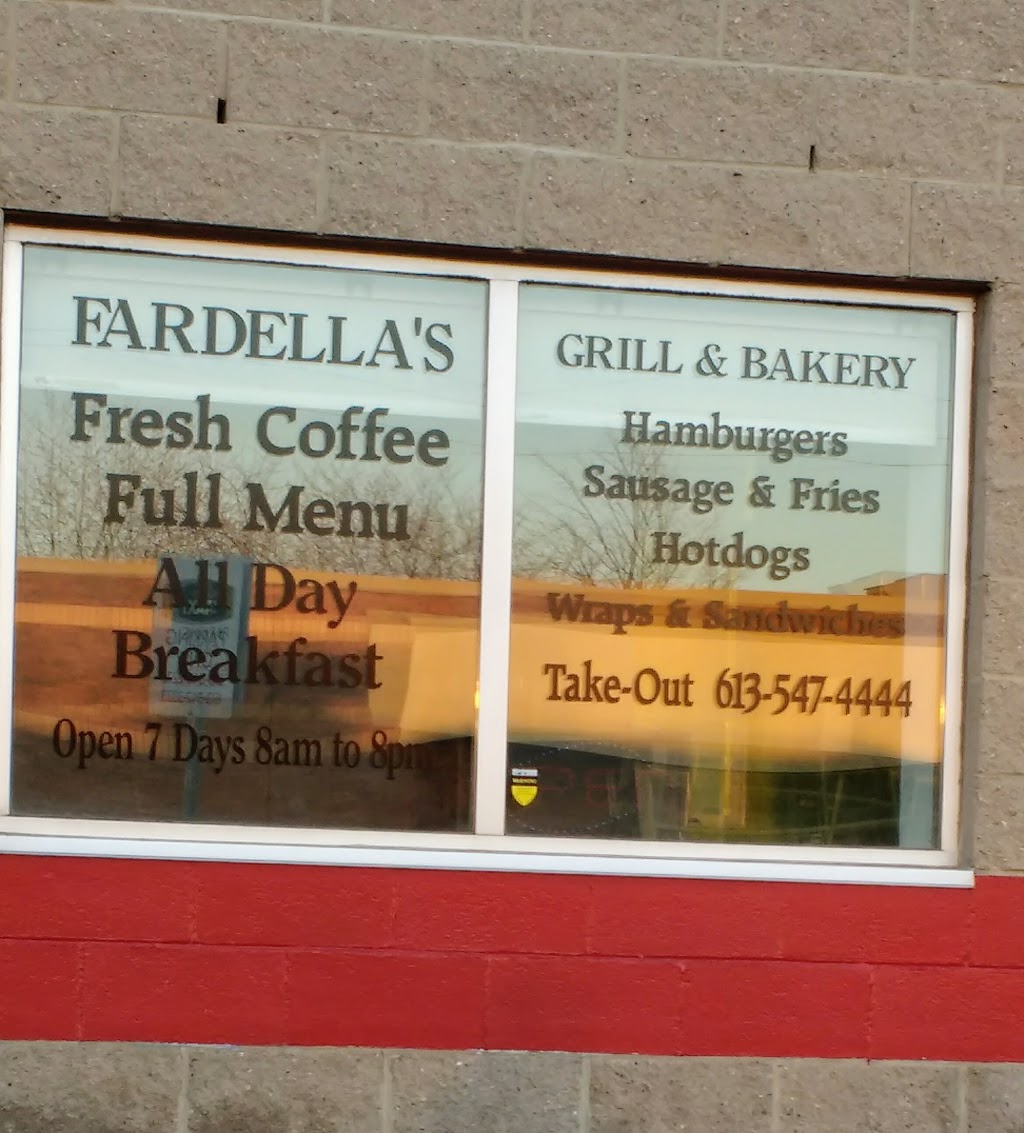 FARDELLA'S
Fresh Coffee
Full Menu
All Day
Breakfast
Open 7 Days 8am to 8pm
GRILL & BAKERY
Hamburgers
Sausage & Fries
Hotdogs
Wraps & Sandwiches
Take-Out 613-547-4444